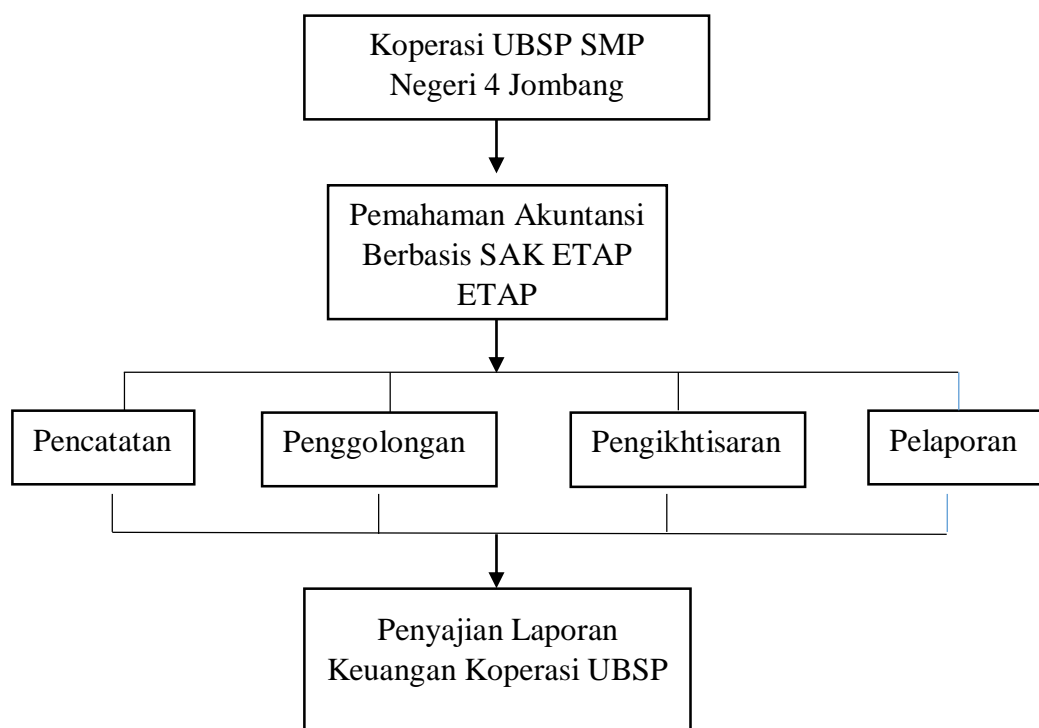 Koperasi UBSP SMP
Negeri 4 Jombang
Pemahaman Akuntansi
Berbasis SAK ETAP
ETAP
Pencatatan
Penggolongan
Pengikhtisaran
Pelaporan
Penyajian Laporan
Keuangan Koperasi UBSP